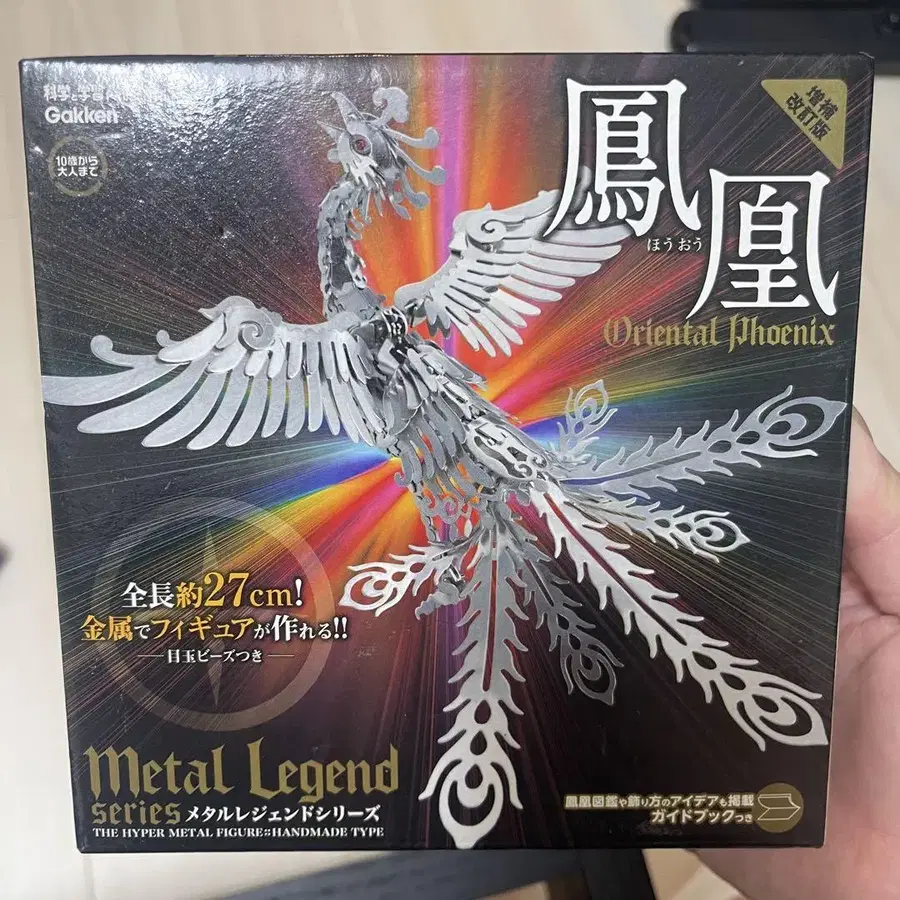 科学と学習
Gakken
10歳から
大人まで
増補
改訂版
鳳凰
ほうおう
Oriental Phoenix
全長約27cm!
金属でフィギュアが作れる!!
目玉ビーズつき
Metal Legend
series メタルレジェンドシリーズ
THE HYPER METAL FIGURE::HANDMADE TYPE
鳳凰図鑑や飾り方のアイデアも掲載
ガイドブックつき